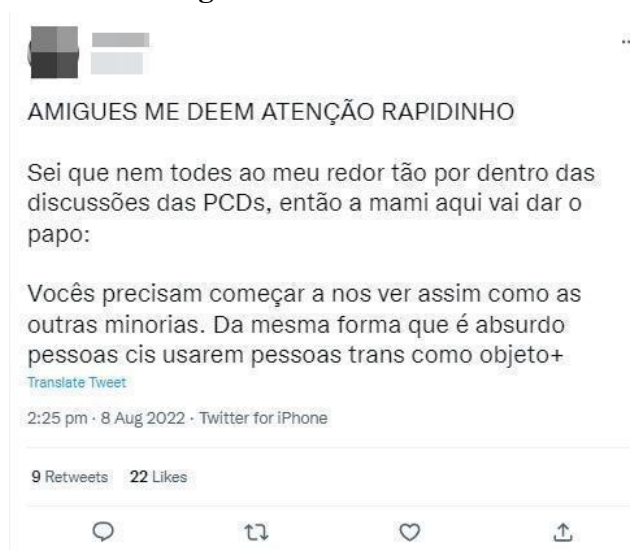 AMIGUES ME DEEM ATENÇÃO RAPIDINHO
Sei que nem todes ao meu redor tão por dentro das
discussões das PCDs, então a mami aqui vai dar o
papo:
Vocês precisam começar a nos ver assim como as
outras minorias. Da mesma forma que é absurdo
pessoas cis usarem pessoas trans como objeto+
Translate Tweet
2:25 pm · 8 Aug 2022 · Twitter for iPhone
9 Retweets 22 Likes